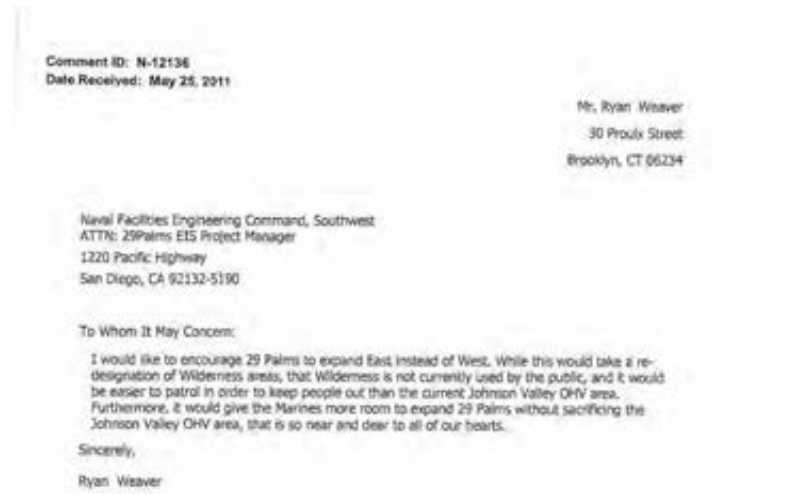 Comment ID: N-12136
Date Received: May 25, 2011
Mr. Ryan Weaver
30 Proulx Street
Brooklyn, CT 06234
Naval Facilities Engineering Command, Southwest
ATTN: 29Palms EIS Project Manager
1220 Pacific Highway
San Diego, CA 92132-5190
To Whom It May Concern:
I would like to encourage 29 Palms to expand East instead of West. While this would take a re-
designation of Wilderness areas, that Wilderness is not currently used by the public, and it would
be easier to patrol in order to keep people out than the current Johnson Valley OHV area.
Furthermore, it would give the Marines more room to expand 29 Palms without sacrificing the
Johnson Valley OHV area, that is so near and dear to all of our hearts.
Sincerely,
Ryan Weaver